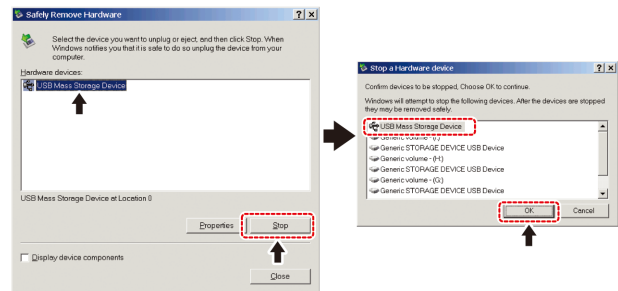 Safely Remove Hardware
Select the device you want to unplug or eject, and then click Stop. When
Windows notifies you that it is safe to do so unplug the device from your
computer.
Hardware devices:
USB Mass Storage Device
USB Mass Storage Device at Location 0
Properties
Stop
Display device components
Close
Stop a Hardware device
Confirm devices to be stopped, Choose OK to continue.
Windows will attempt to stop the following devices. After the devices are stopped
they may be removed safely.
USB Mass Storage Device
Generic volume - (I:)
Generic STORAGE DEVICE USB Device
Generic volume - (H:)
Generic STORAGE DEVICE USB Device
Generic volume - (G:)
Generic STORAGE DEVICE USB Device
OK
Cancel